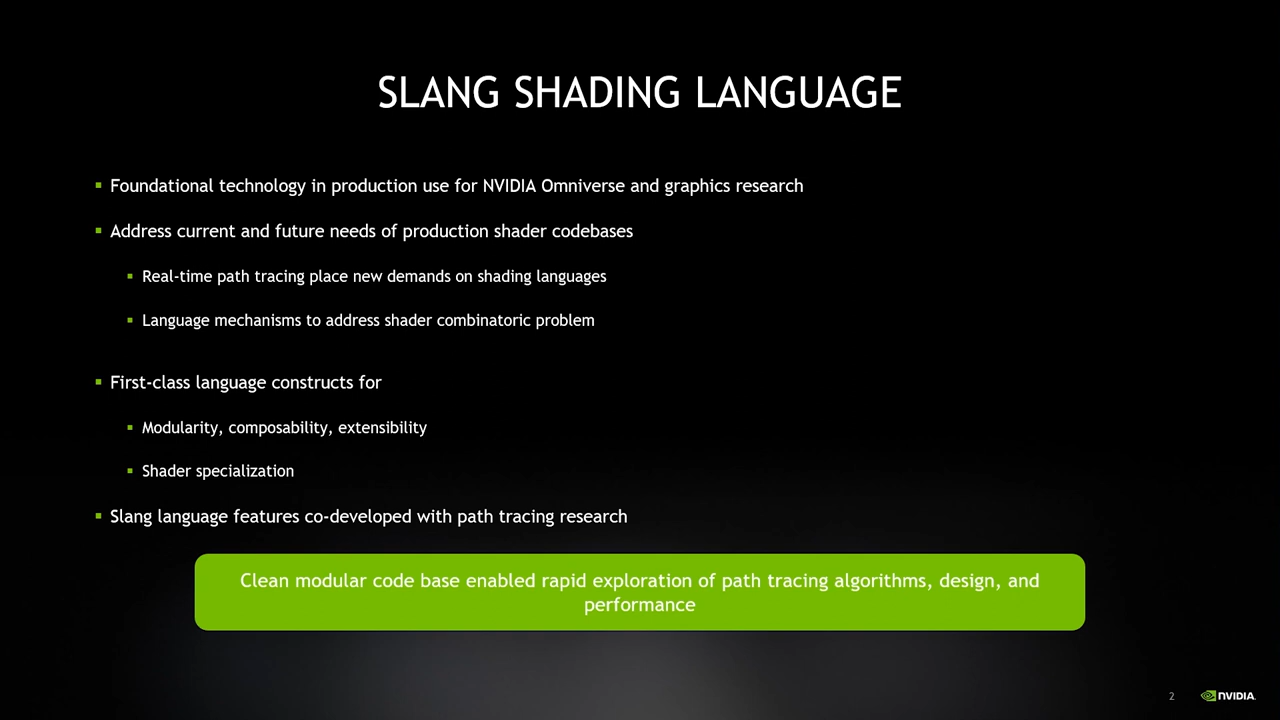 SLANG SHADING LANGUAGE
Foundational technology in production use for NVIDIA Omniverse and graphics research
Address current and future needs of production shader codebases
Real-time path tracing place new demands on shading languages
Language mechanisms to address shader combinatoric problem
First-class language constructs for
Modularity, composability, extensibility
Shader specialization
Slang language features co-developed with path tracing research
Clean modular code base enabled rapid exploration of path tracing algorithms, design, and
performance
2
NVIDIA.